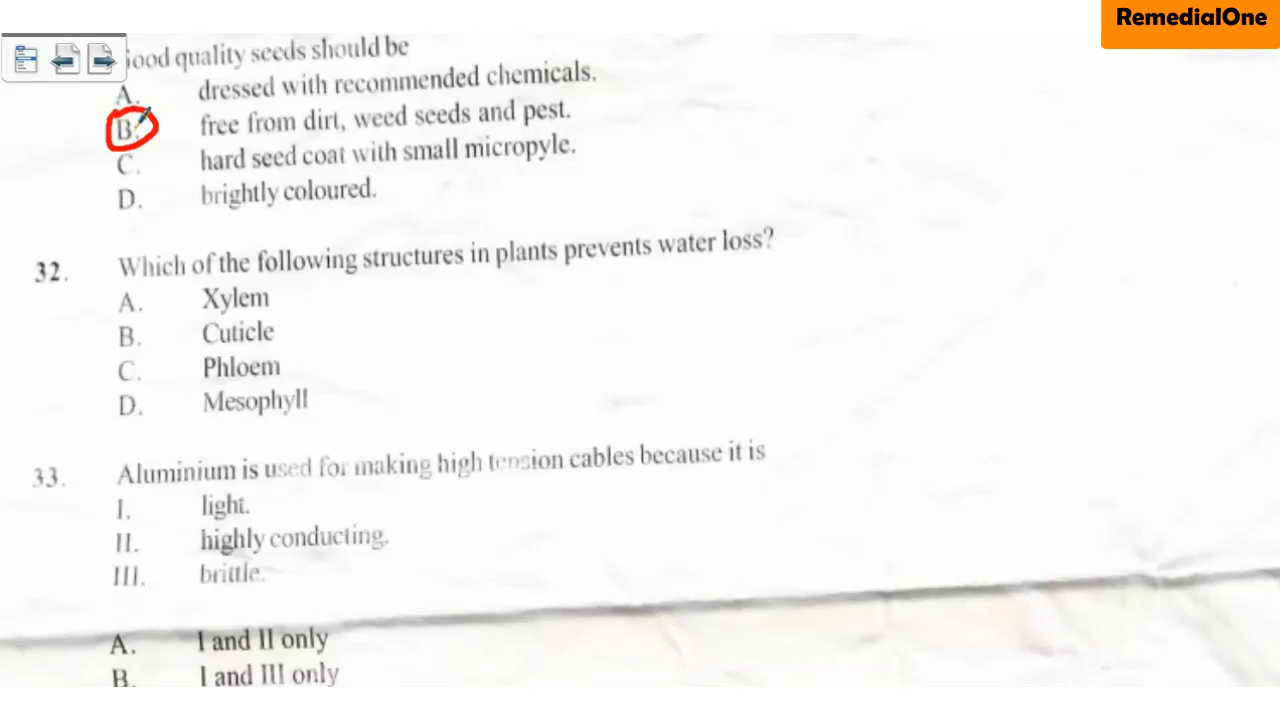 RemedialOne
ood quality seeds should be
A. dressed with recommended chemicals.
B. free from dirt, weed seeds and pest.
C. hard seed coat with small micropyle.
D. brightly coloured.
32. Which of the following structures in plants prevents water loss?
A. Xylem
B. Cuticle
C. Phloem
D. Mesophyll
33. Aluminium is used for making high tension cables because it is
I. light.
II. highly conducting.
III. brittle.
A. I and II only
B. I and III only